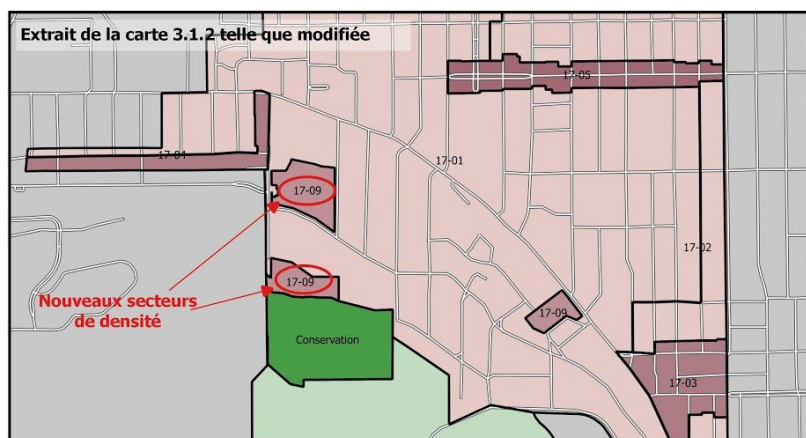 Extrait de la carte 3.1.2 telle que modifiée
17-05
17-04
17-01
17-09
17-02
17-09
Nouveaux secteurs
de densité
17-09
Conservation
17-03